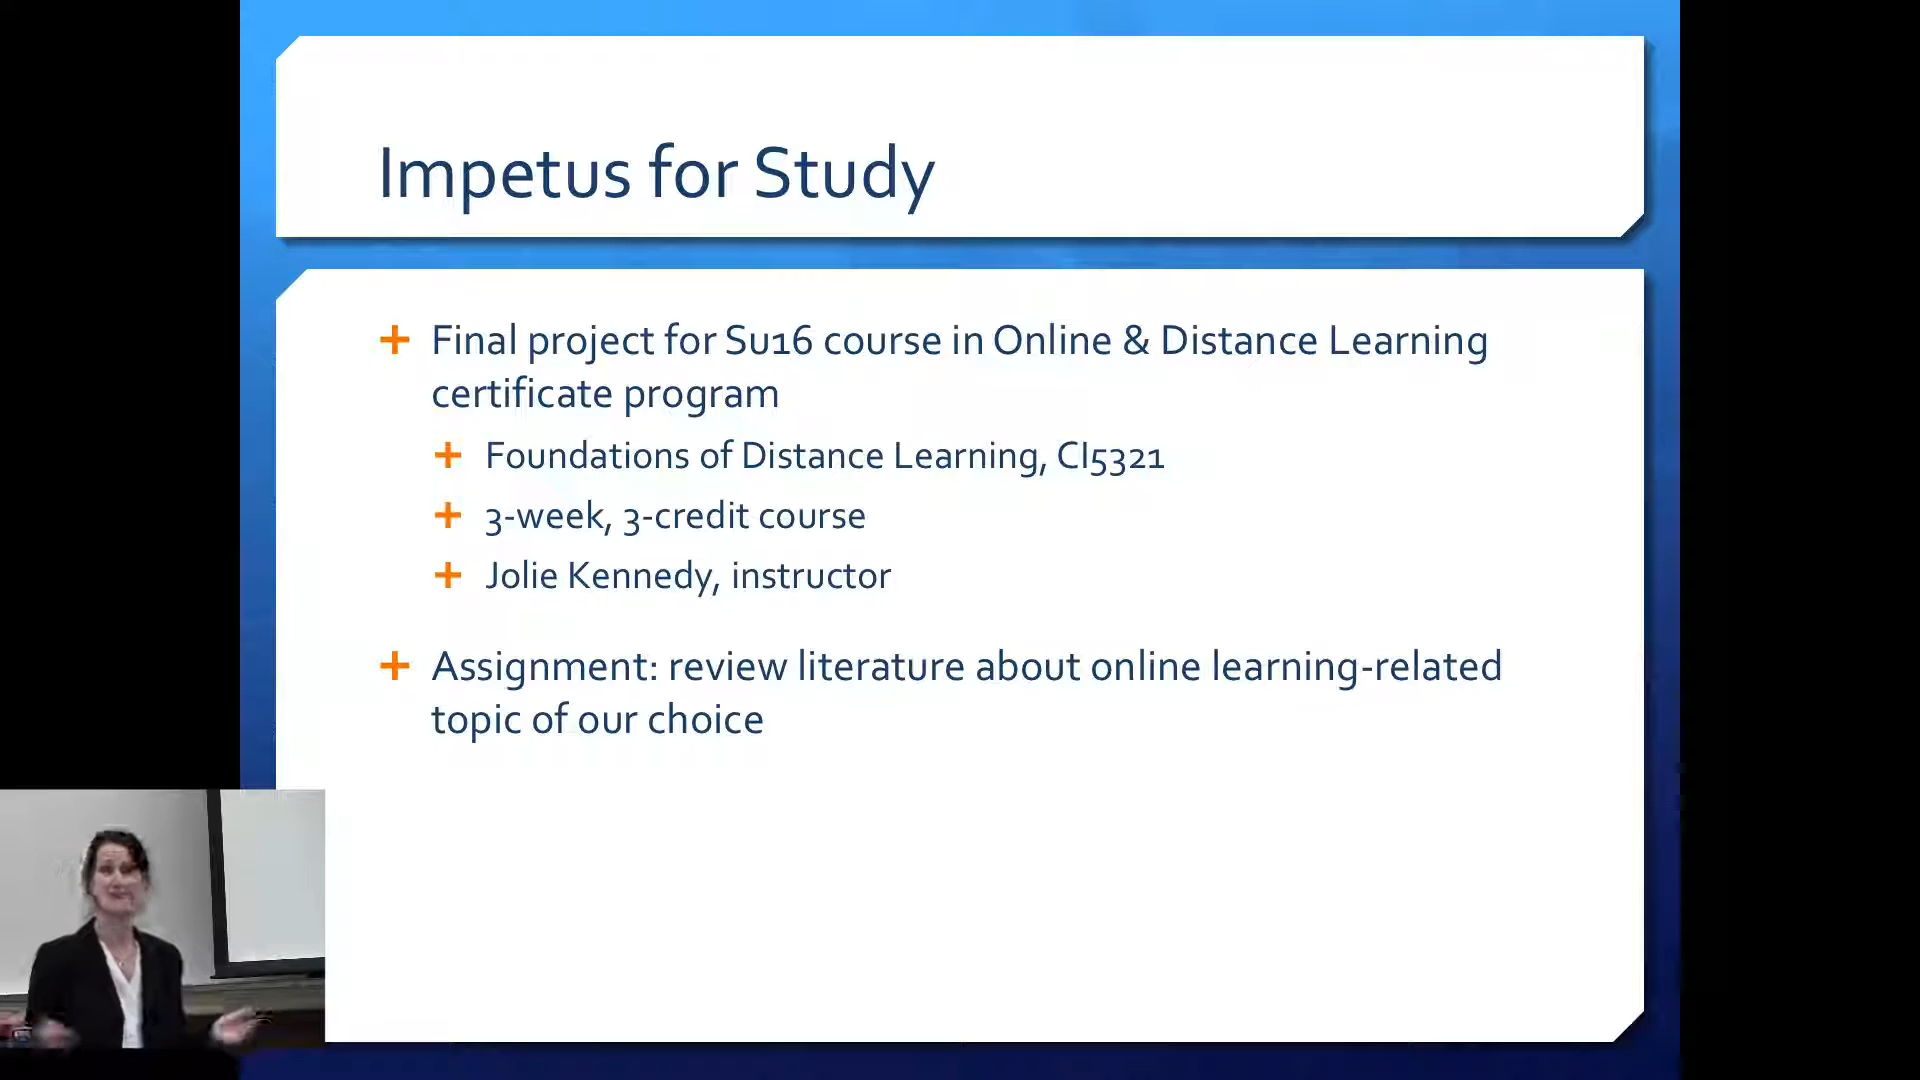 Impetus for Study
Final project for Su16 course in Online & Distance Learning
certificate program
Foundations of Distance Learning, CI5321
3-week, 3-credit course
Jolie Kennedy, instructor
Assignment: review literature about online learning-related
topic of our choice